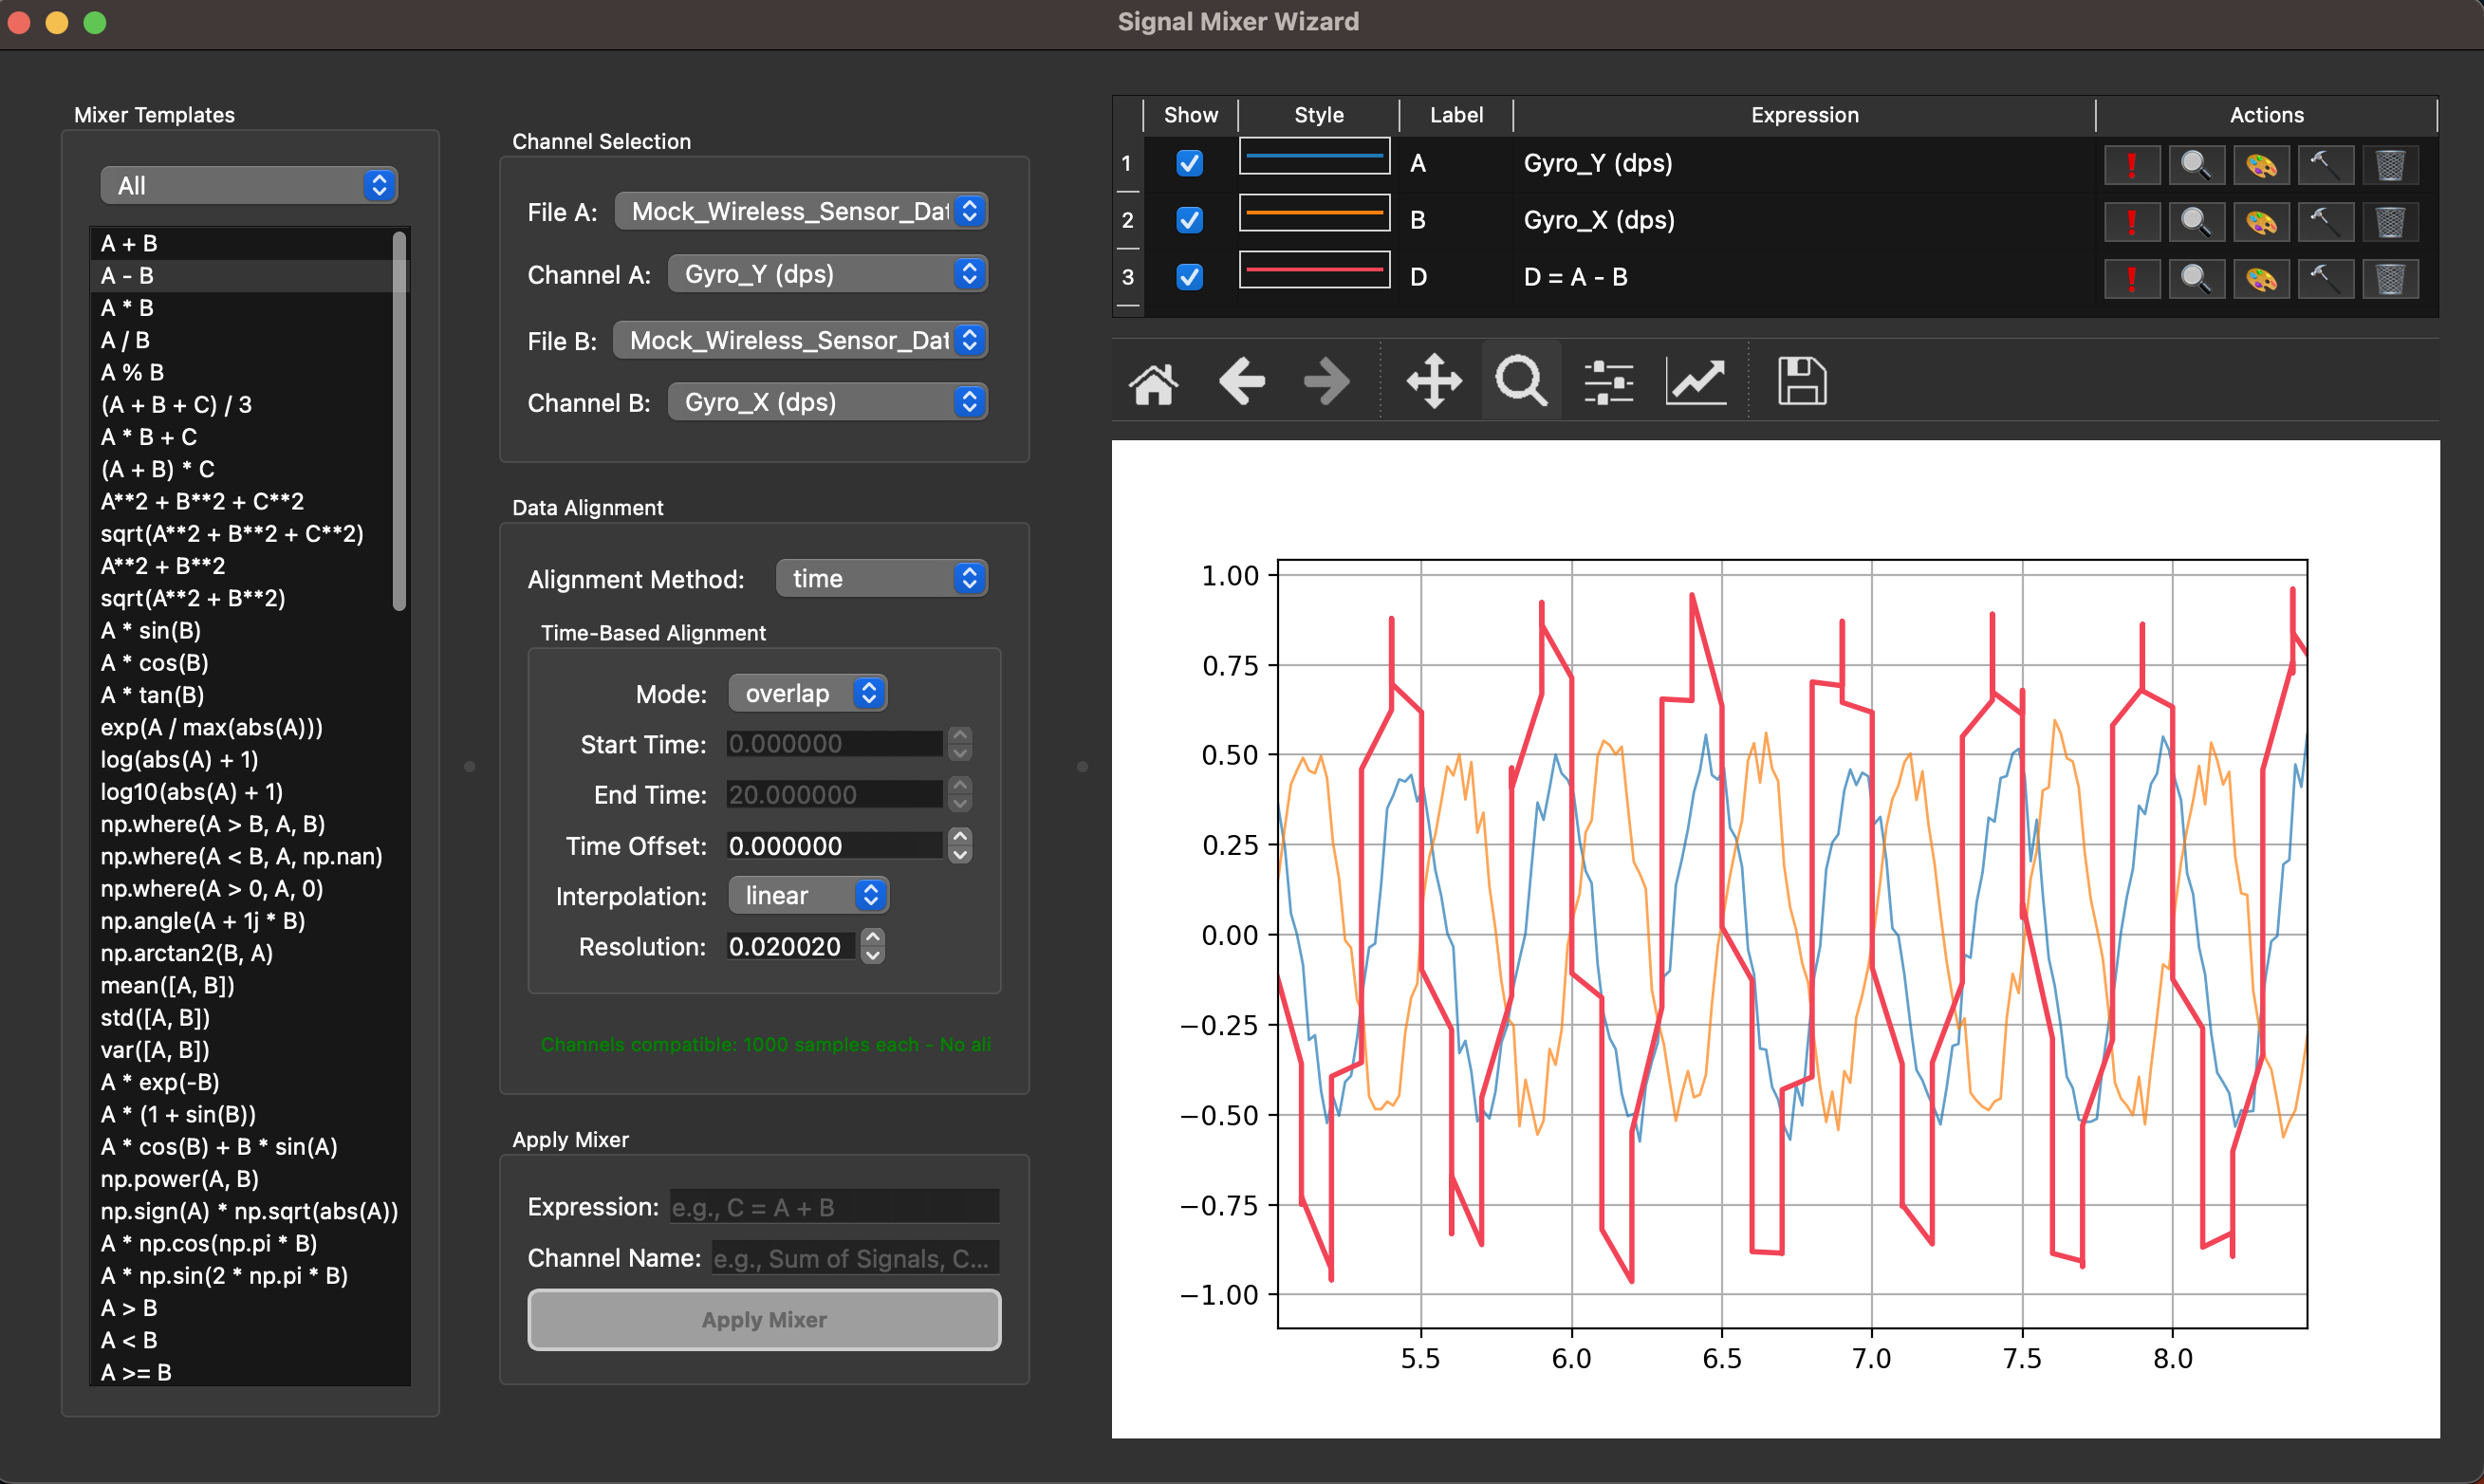 Signal Mixer Wizard
Mixer Templates
All
A + B
A - B
A * B
A / B
A % B
(A + B + C) / 3
A * B + C
(A + B) * C
A**2 + B**2 + C**2
sqrt(A**2 + B**2 + C**2)
A**2 + B**2
sqrt(A**2 + B**2)
A * sin(B)
A * cos(B)
A * tan(B)
exp(A / max(abs(A)))
log(abs(A) + 1)
log10(abs(A) + 1)
np.where(A > B, A, B)
np.where(A < B, A, np.nan)
np.where(A > 0, A, 0)
np.angle(A + 1j * B)
np.arctan2(B, A)
mean([A, B])
std([A, B])
var([A, B])
A * exp(-B)
A * (1 + sin(B))
A * cos(B) + B * sin(A)
np.power(A, B)
np.sign(A) * np.sqrt(abs(A))
A * np.cos(np.pi * B)
A * np.sin(2 * np.pi * B)
A > B
A < B
A >= B
Channel Selection
File A: Mock_Wireless_Sensor_Dat
Channel A: Gyro_Y (dps)
File B: Mock_Wireless_Sensor_Dat
Channel B: Gyro_X (dps)
Data Alignment
Alignment Method: time
Time-Based Alignment
Mode: overlap
Start Time: 0.000000
End Time: 20.000000
Time Offset: 0.000000
Interpolation: linear
Resolution: 0.020020
Channels compatible: 1000 samples each - No ali
Apply Mixer
Expression: e.g., C = A + B
Channel Name: e.g., Sum of Signals, C...
Apply Mixer
Show Style Label Expression Actions
1 A Gyro_Y (dps)
2 B Gyro_X (dps)
3 D D = A - B
1.00
0.75
0.50
0.25
0.00
−0.25
−0.50
−0.75
−1.00
5.5 6.0 6.5 7.0 7.5 8.0